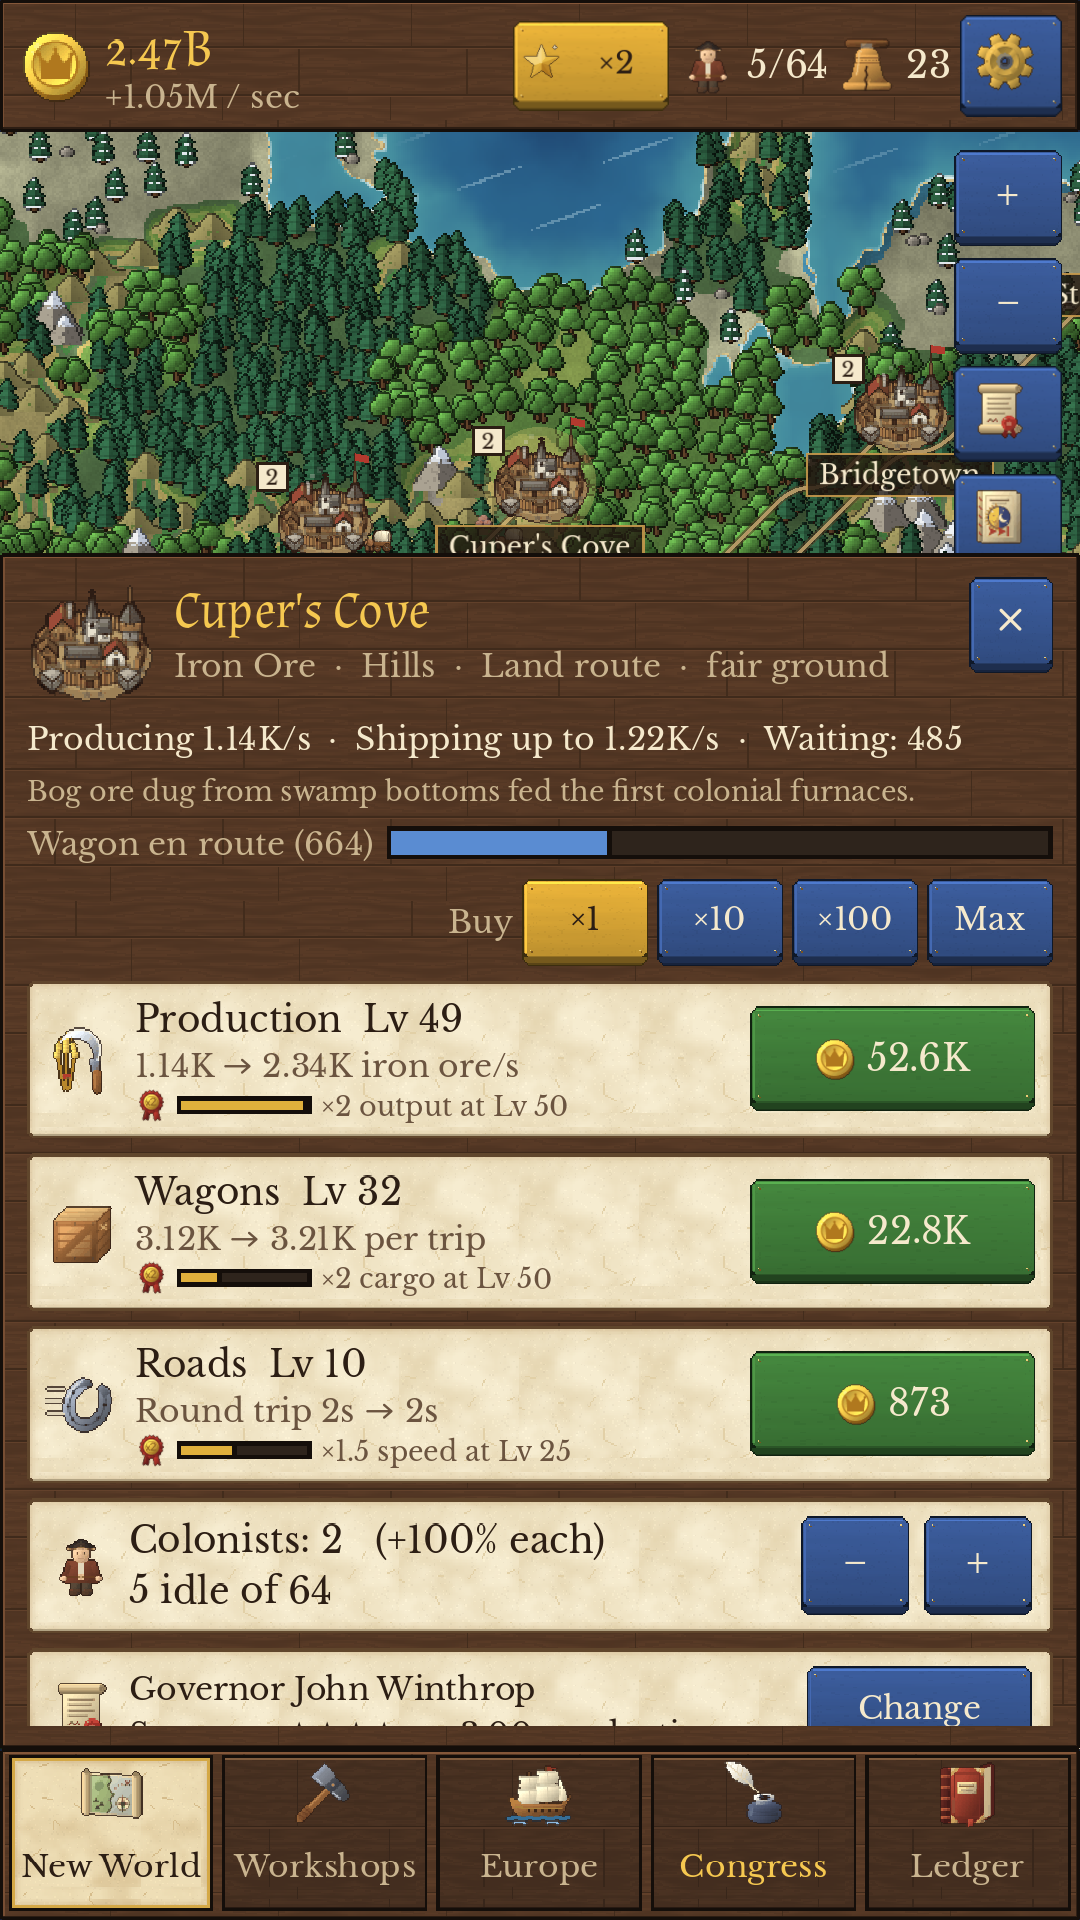 2.47B
+1.05M / sec
×2
5/64
23
+
−
St
2
2
2
Bridgetown
Cuper's Cove
Cuper's Cove
×
Iron Ore · Hills · Land route · fair ground
Producing 1.14K/s · Shipping up to 1.22K/s · Waiting: 485
Bog ore dug from swamp bottoms fed the first colonial furnaces.
Wagon en route (664)
Buy ×1 ×10 ×100 Max
Production Lv 49
1.14K → 2.34K iron ore/s
×2 output at Lv 50
52.6K
Wagons Lv 32
3.12K → 3.21K per trip
×2 cargo at Lv 50
22.8K
Roads Lv 10
Round trip 2s → 2s
×1.5 speed at Lv 25
873
Colonists: 2 (+100% each)
5 idle of 64
− +
Governor John Winthrop
Change
New World
Workshops
Europe
Congress
Ledger